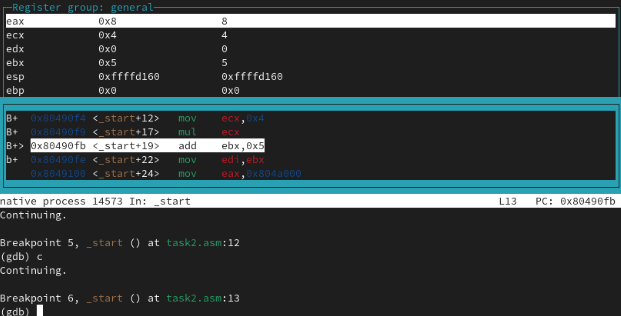 Register group: general
eax 0x8 8
ecx 0x4 4
edx 0x0 0
ebx 0x5 5
esp 0xffffd160 0xffffd160
ebp 0x0 0x0
B+ 0x80490f4 <_start+12> mov ecx,0x4
B+ 0x80490f9 <_start+17> mul ecx
B+> 0x80490fb <_start+19> add ebx,0x5
b+ 0x80490fe <_start+22> mov edi,ebx
0x8049100 <_start+24> mov eax,0x804a000
native process 14573 In: _start L13 PC: 0x80490fb
Continuing.
Breakpoint 5, _start () at task2.asm:12
(gdb) c
Continuing.
Breakpoint 6, _start () at task2.asm:13
(gdb)